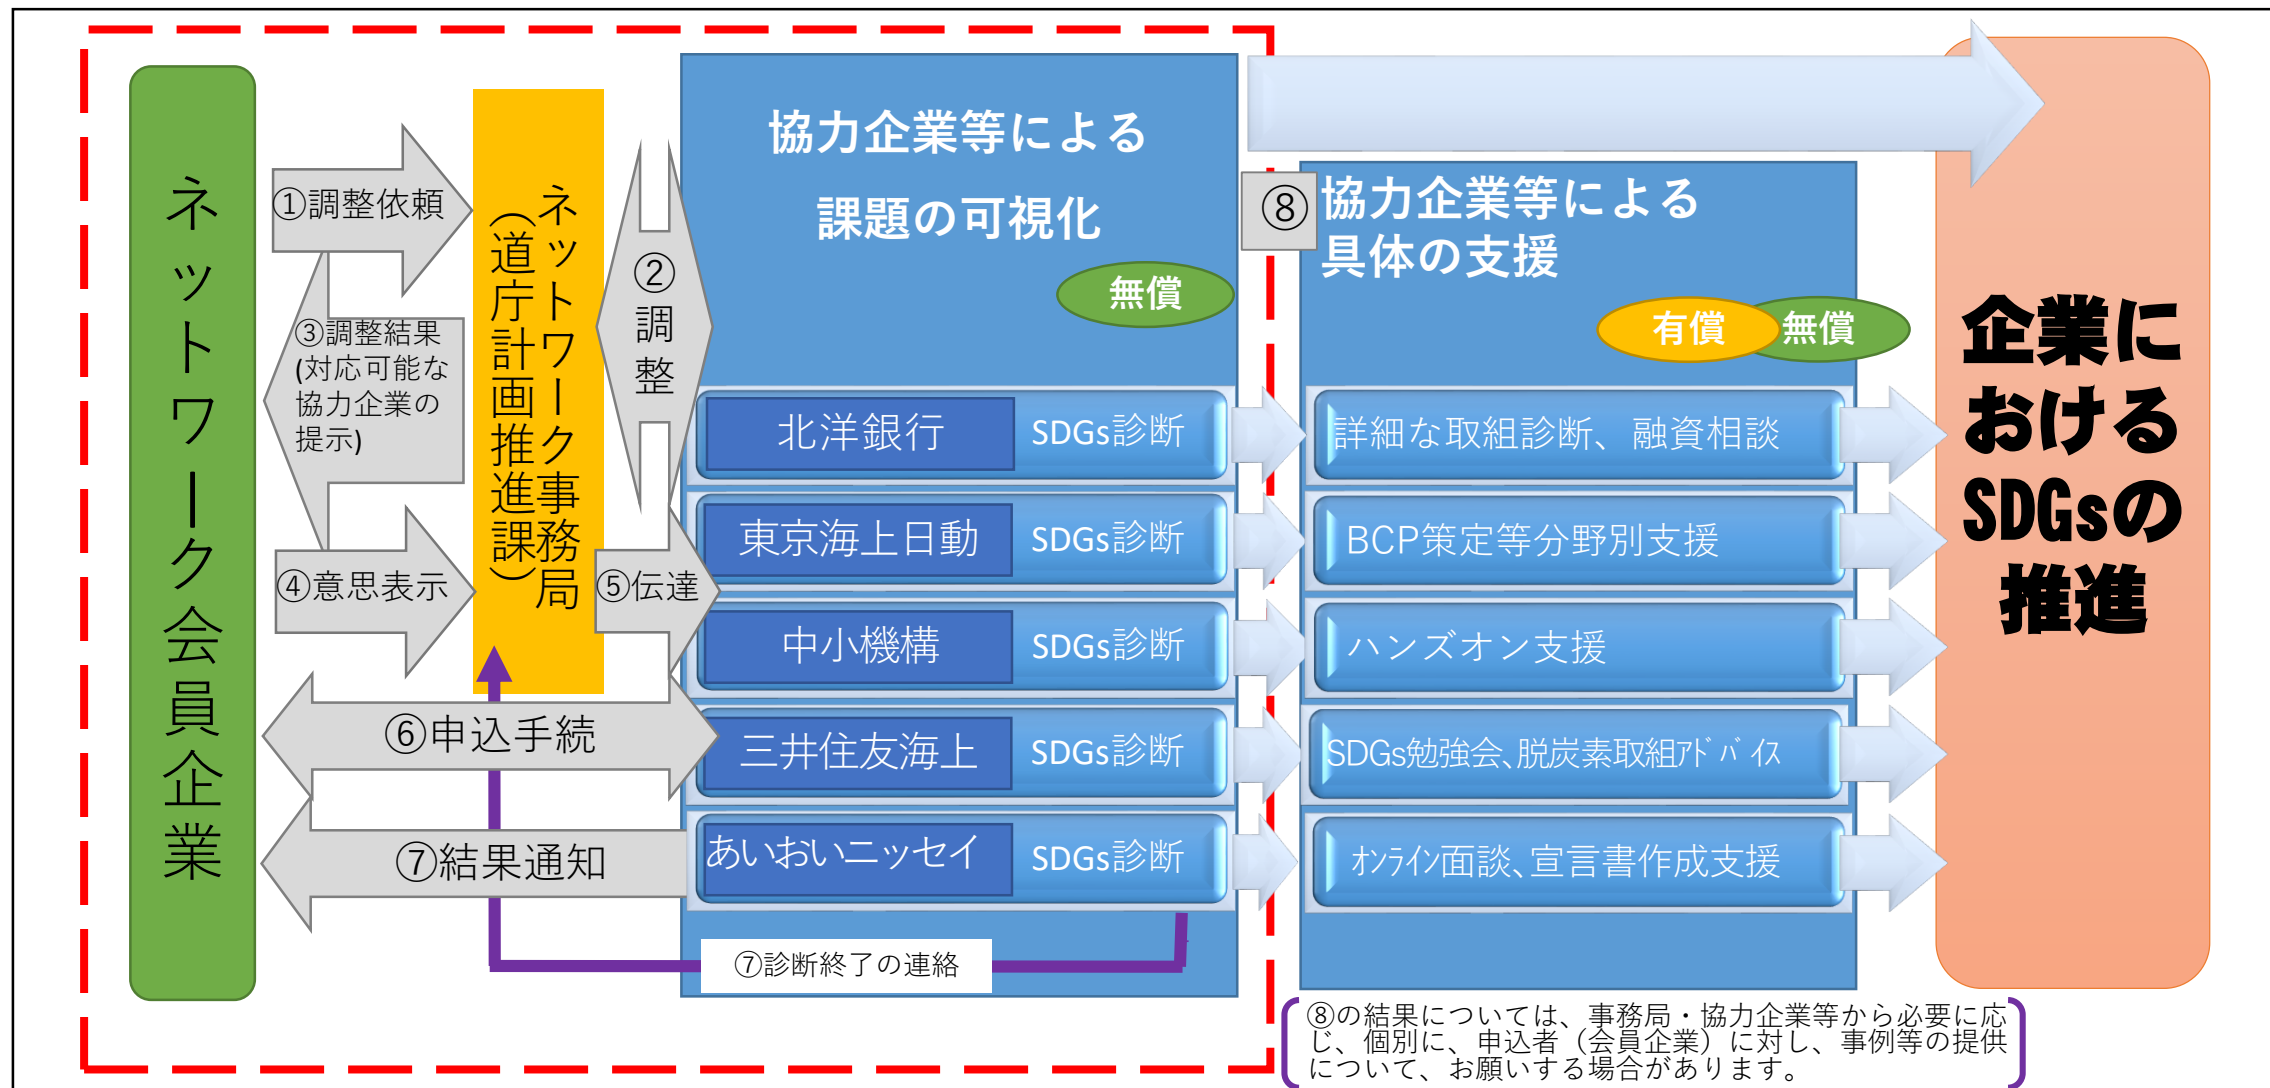 ネットワーク会員企業
①調整依頼
③調整結果
(対応可能な
協力企業の
提示)
④意思表示
ネットワーク事務局
（道庁計画推進課）
②
調
整
⑤伝達
⑥申込手続
⑦結果通知
⑦診断終了の連絡
協力企業等による
課題の可視化
無償
北洋銀行
SDGs診断
東京海上日動
SDGs診断
中小機構
SDGs診断
三井住友海上
SDGs診断
あいおいニッセイ
SDGs診断
⑧
協力企業等による
具体の支援
有償
無償
詳細な取組診断、融資相談
BCP策定等分野別支援
ハンズオン支援
SDGs勉強会、脱炭素取組ｱﾄﾞﾊﾞｲｽ
ｵﾝﾗｲﾝ面談、宣言書作成支援
企業に
おける
SDGsの
推進
⑧の結果については、事務局・協力企業等から必要に応
じ、個別に、申込者（会員企業）に対し、事例等の提供
について、お願いする場合があります。